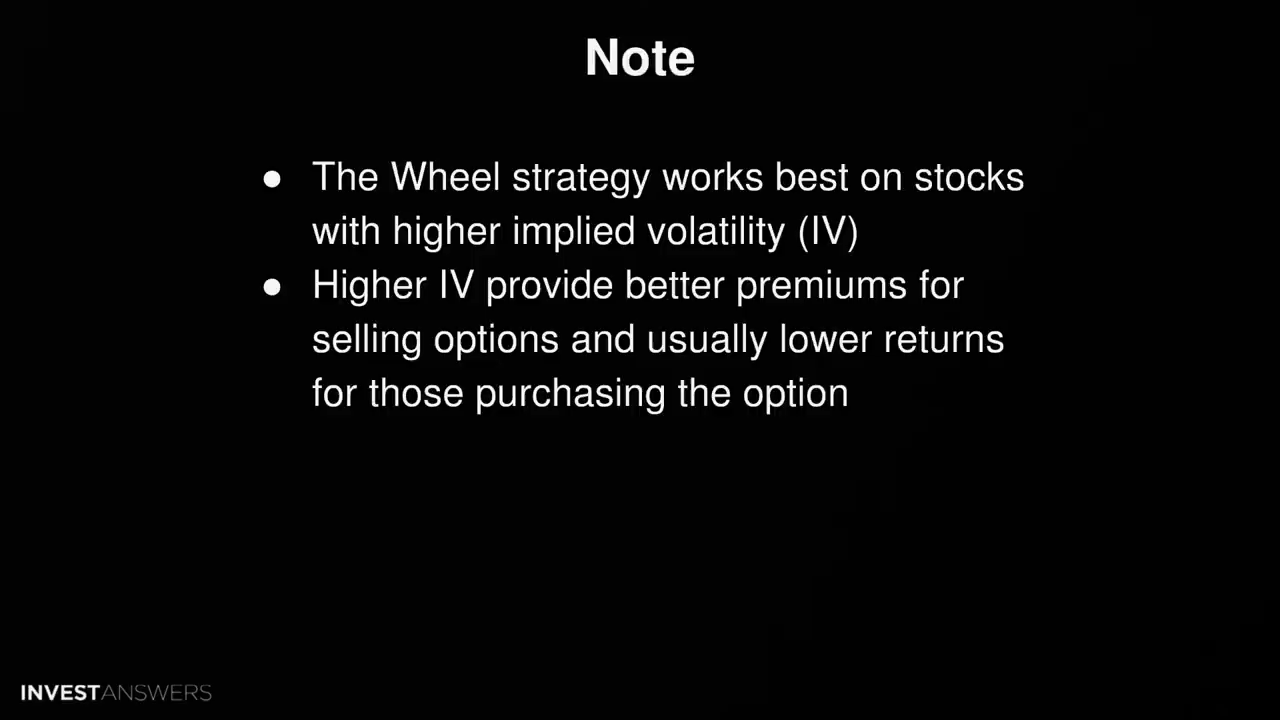 Note
● The Wheel strategy works best on stocks
with higher implied volatility (IV)
● Higher IV provide better premiums for
selling options and usually lower returns
for those purchasing the option
INVESTANSWERS